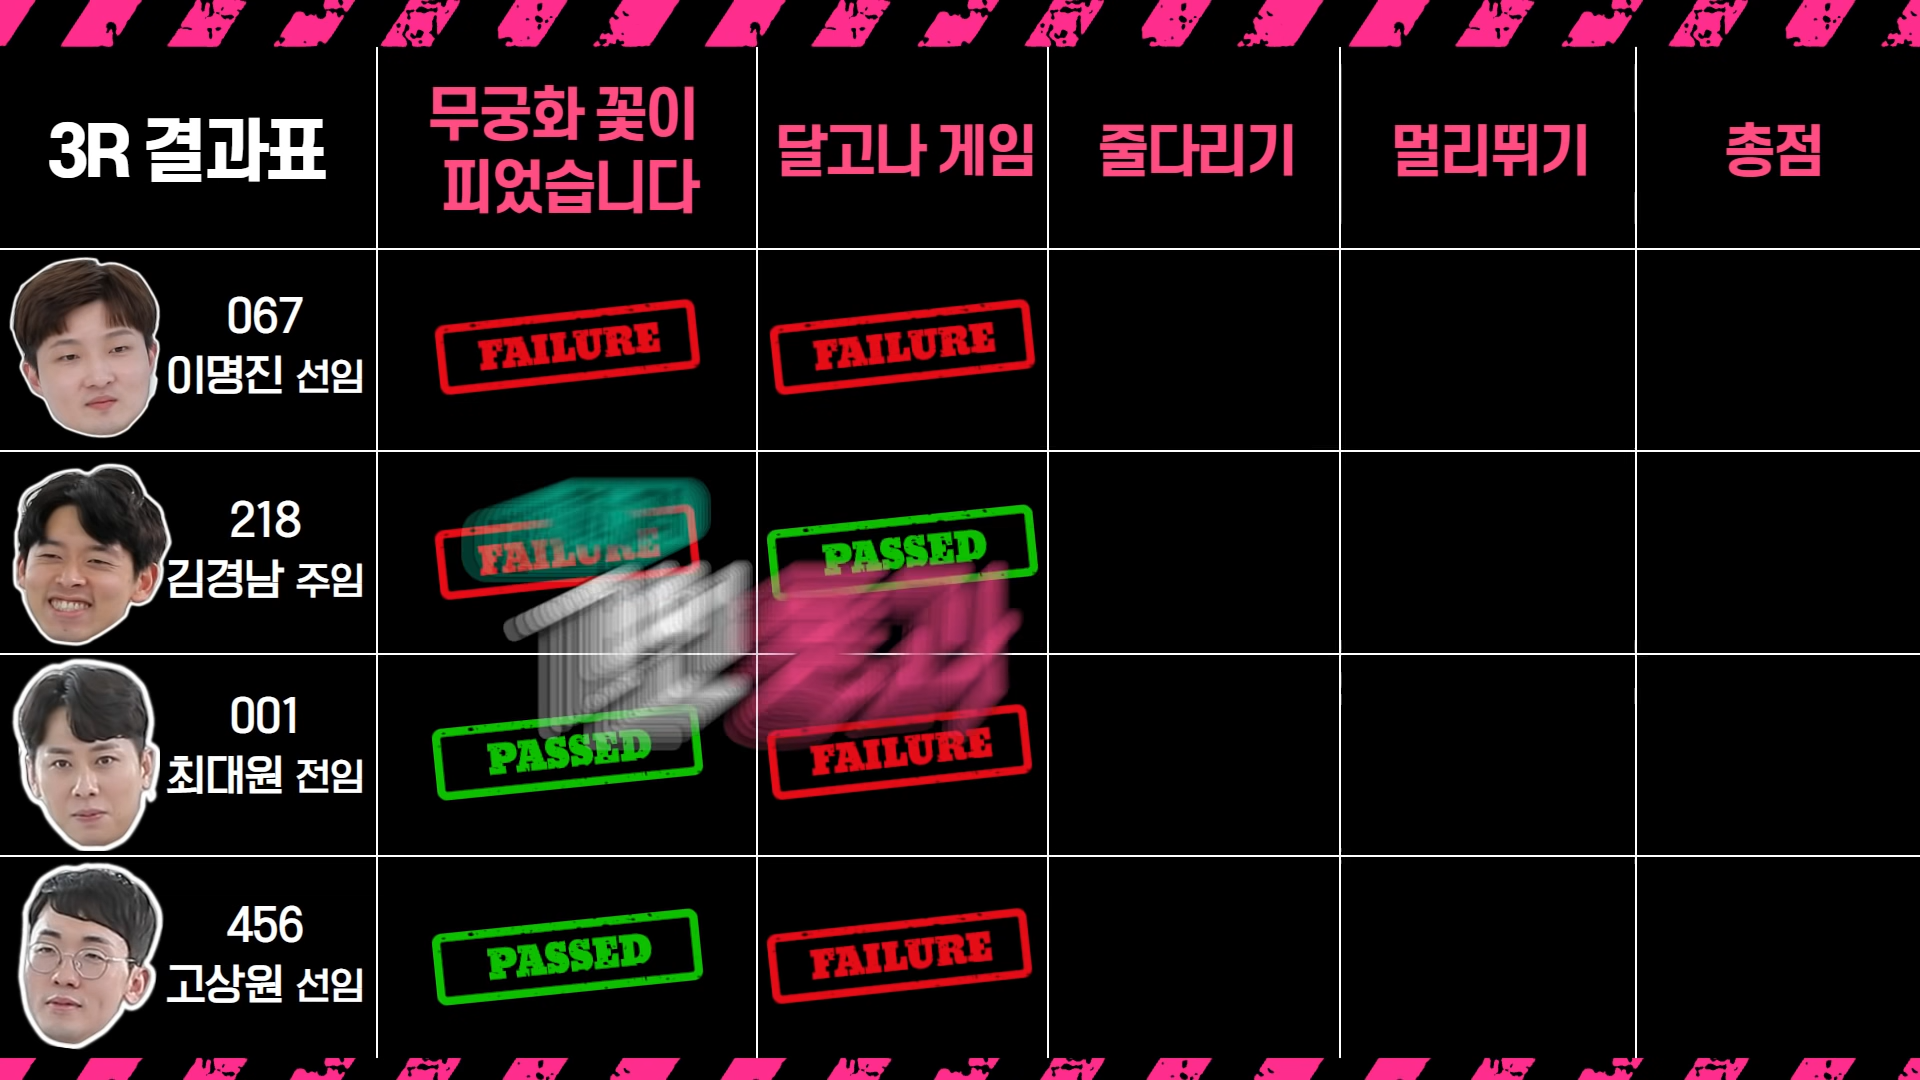 3R 결과표
무궁화 꽃이
피었습니다
달고나 게임
줄다리기
멀리뛰기
총점
067
이명진 선임
FAILURE
FAILURE
218
김경남 주임
FAILURE
PASSED
001
최대원 전임
PASSED
FAILURE
456
고상원 선임
PASSED
FAILURE